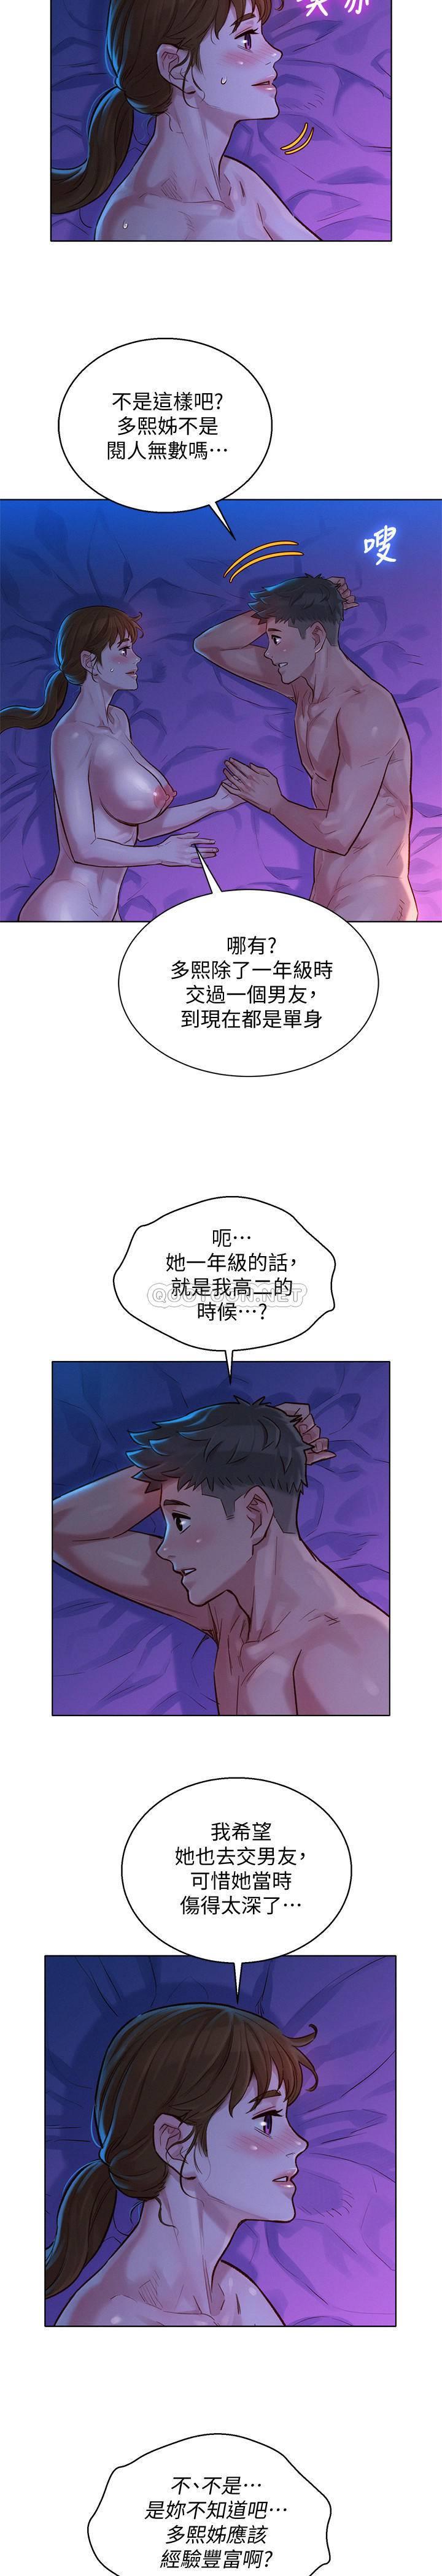 不是這樣吧?
多熙姊不是
閱人無數嗎⋯
嗖
哪有?
多熙除了一年級時
交過一個男友,
到現在都是單身
呃⋯
她一年級的話,
就是我高二的
時候⋯?
我希望
她也去交男友,
可惜她當時
傷得太深了⋯
不、不是⋯
是妳不知道吧⋯
多熙姊應該
經驗豐富啊?